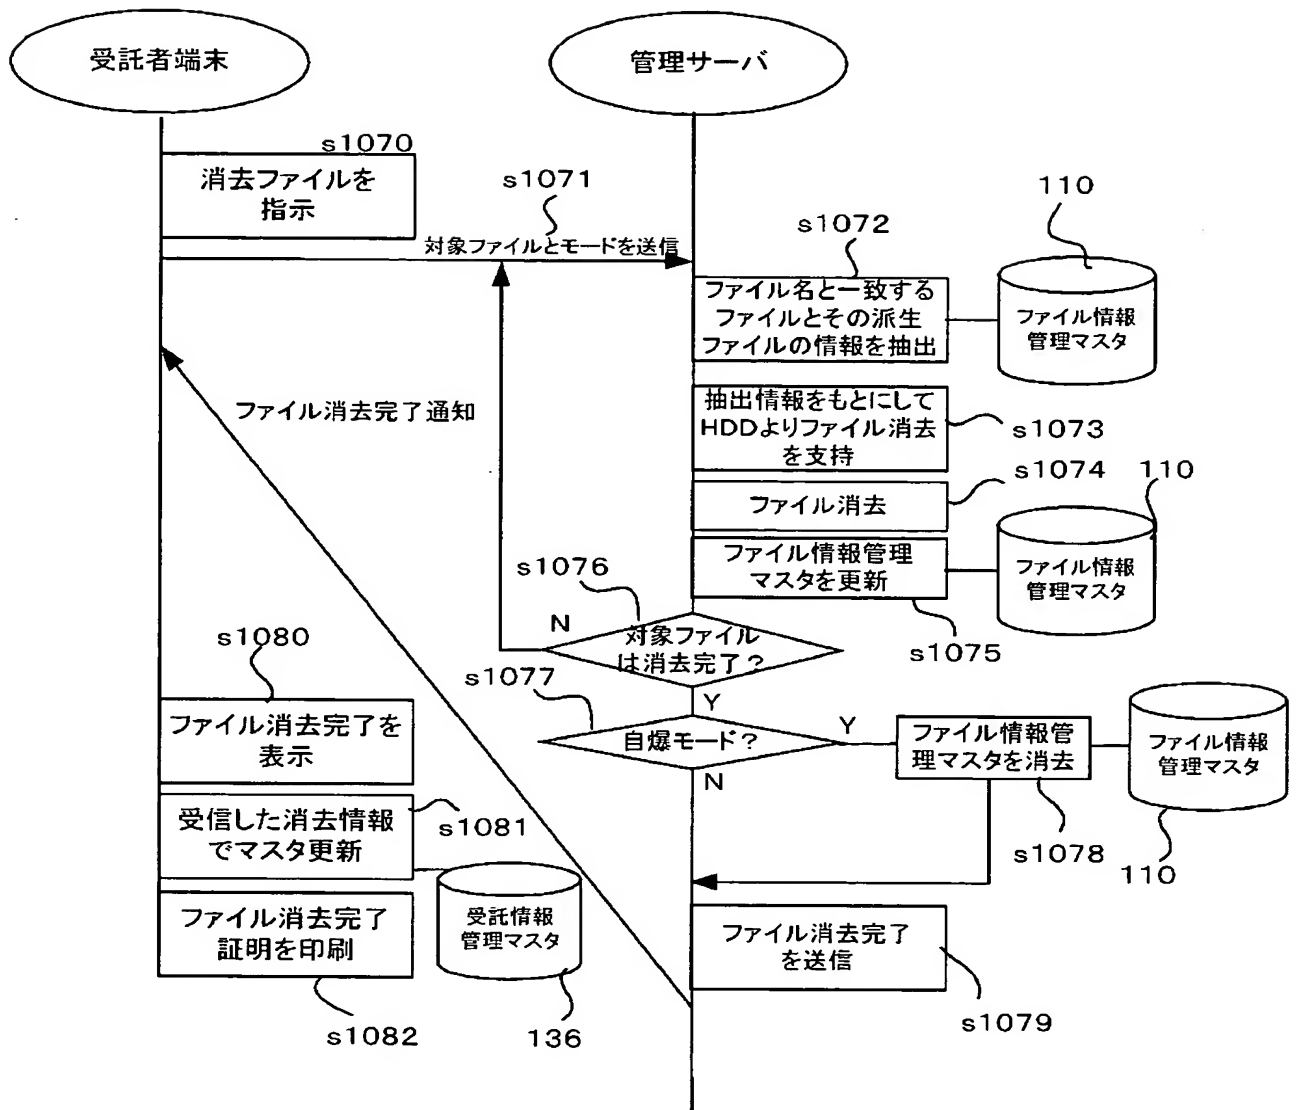 受託者端末
管理サーバ
s1070
消去ファイルを
指示
s1071
対象ファイルとモードを送信
s1072
110
ファイル名と一致する
ファイルとその派生
ファイルの情報を抽出
ファイル情報
管理マスタ
ファイル消去完了通知
抽出情報をもとにして
HDDよりファイル消去
を支持
s1073
s1074
ファイル消去
110
ファイル情報管理
マスタを更新
ファイル情報
管理マスタ
s1075
s1076
N
対象ファイル
は消去完了？
Y
s1077
自爆モード？
Y
N
ファイル情報管
理マスタを消去
s1078
ファイル情報
管理マスタ
110
s1080
ファイル消去完了を
表示
受信した消去情報
でマスタ更新
s1081
受託情報
管理マスタ
136
ファイル消去完了
証明を印刷
s1082
ファイル消去完了
を送信
s1079